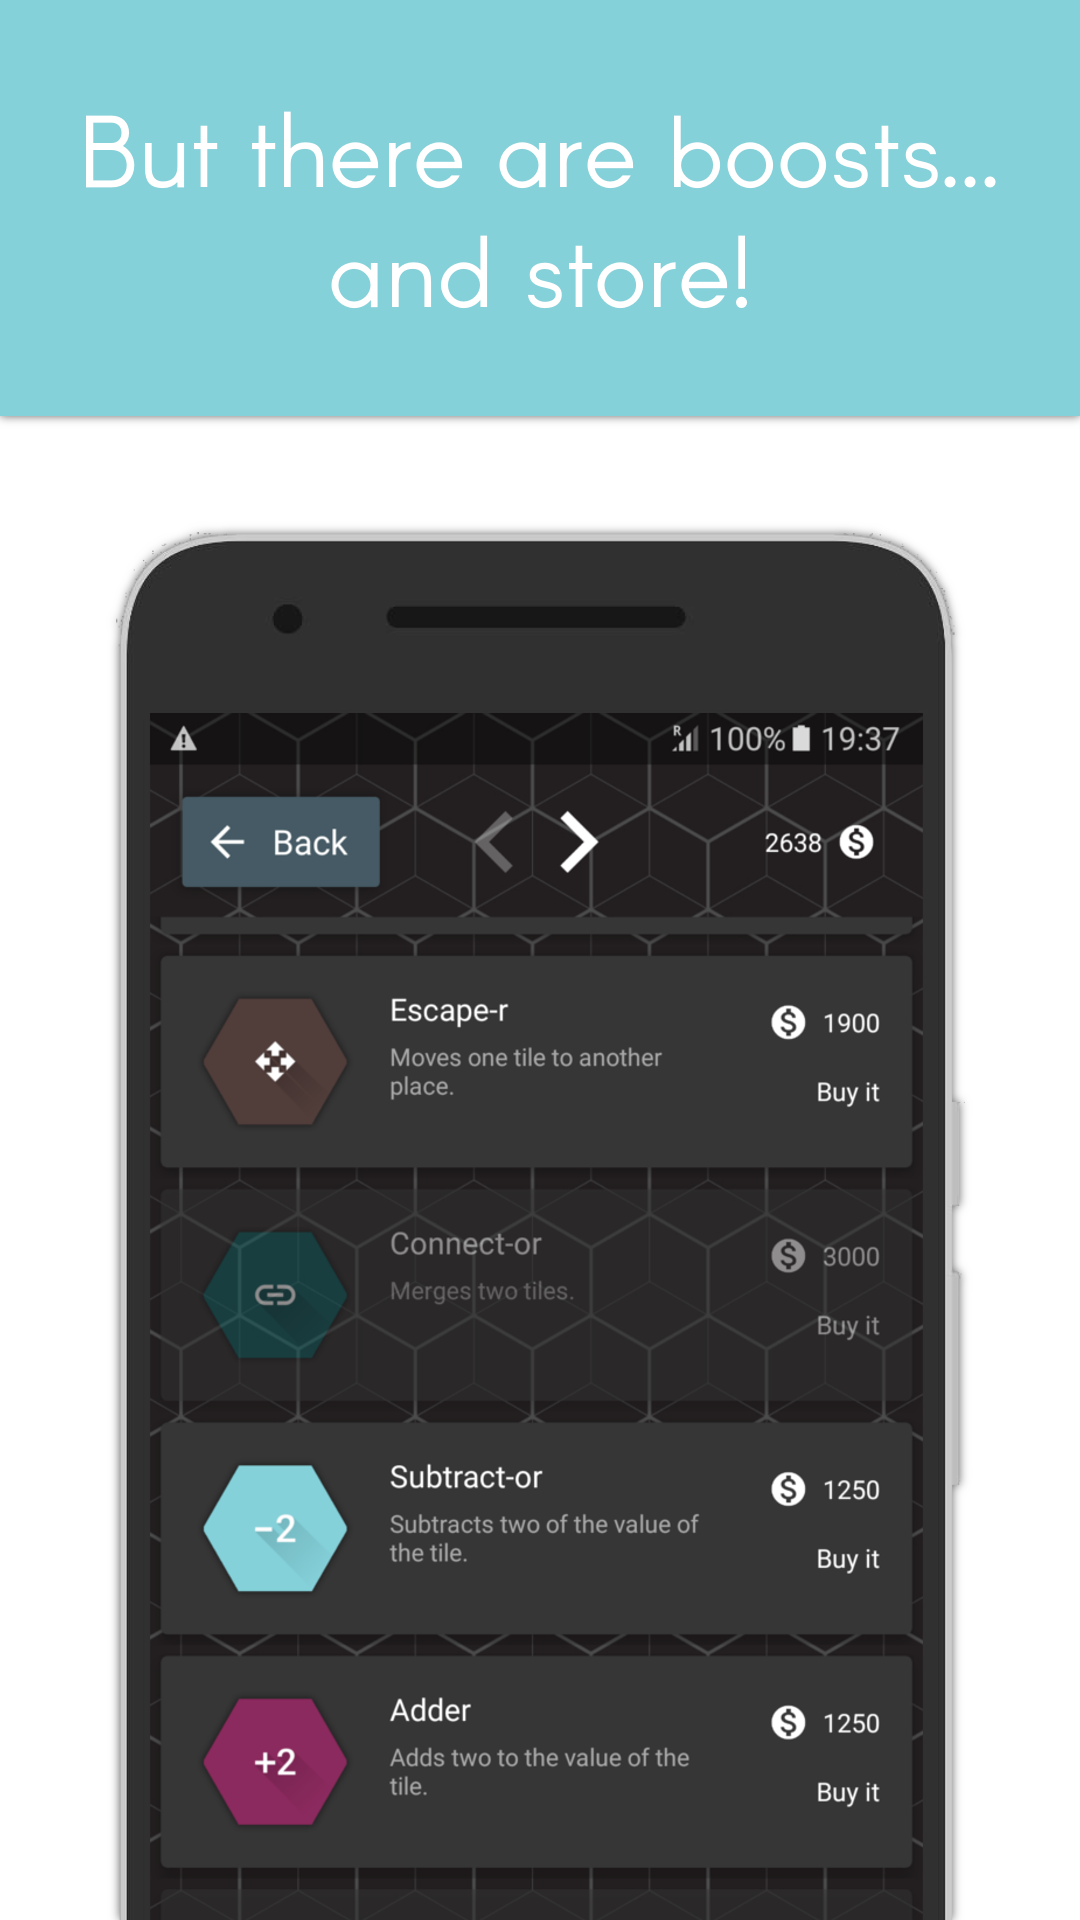 But there are boosts...
and store!
R 100% 19:37
Back
2638 $
Escape-r
$ 1900
Moves one tile to another
place.
Buy it
Connect-or
$ 3000
Merges two tiles.
Buy it
Subtract-or
$ 1250
−2
Subtracts two of the value of
the tile.
Buy it
Adder
$ 1250
+2
Adds two to the value of the
tile.
Buy it